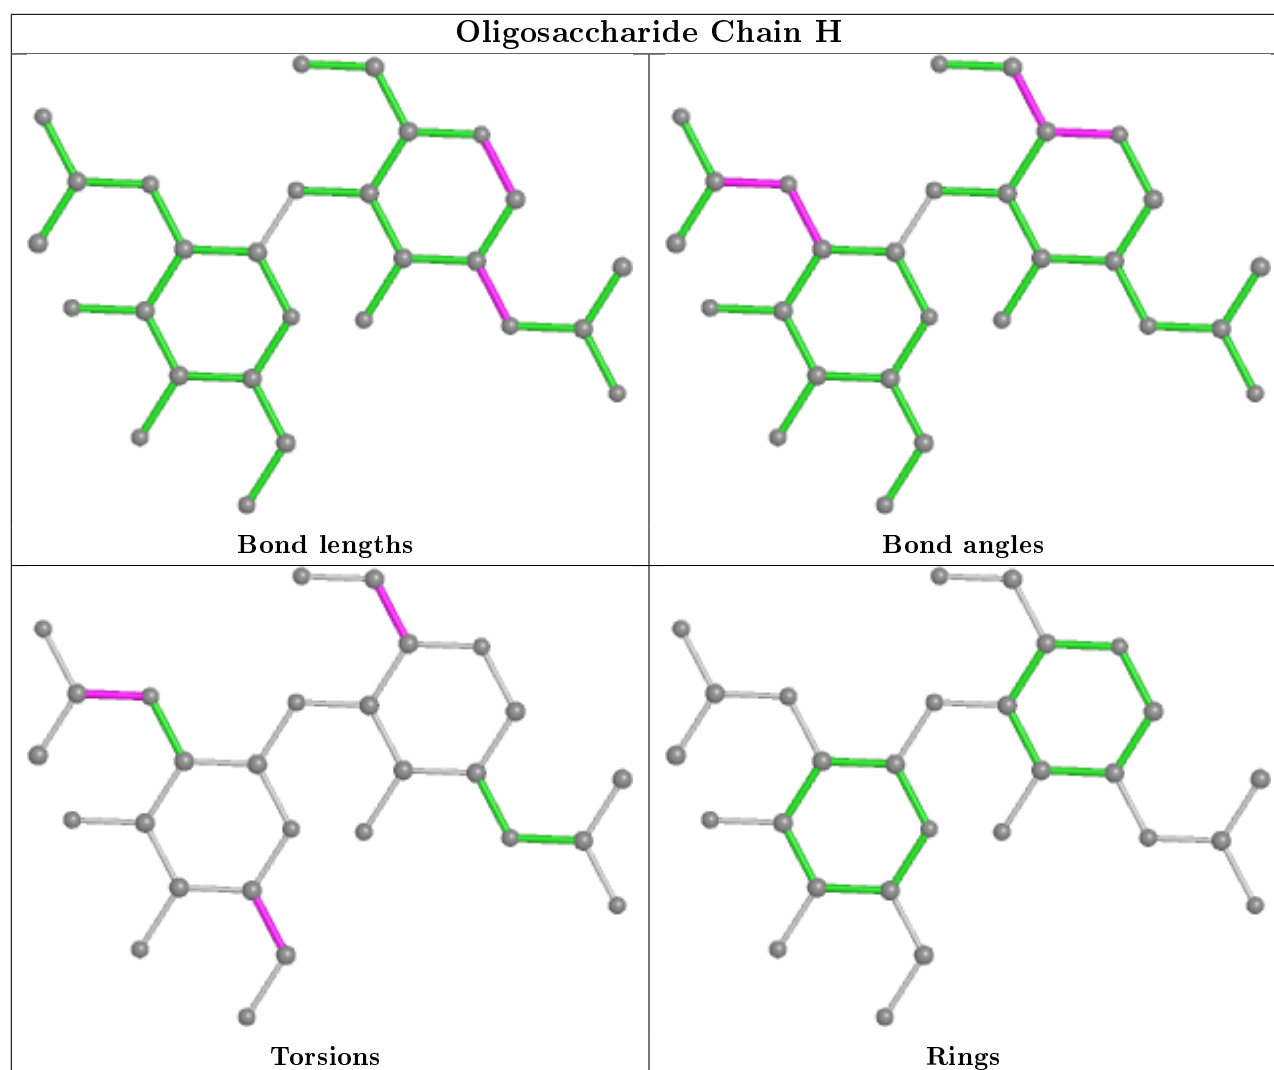 Oligosaccharide Chain H
Bond lengths
Bond angles
Torsions
Rings